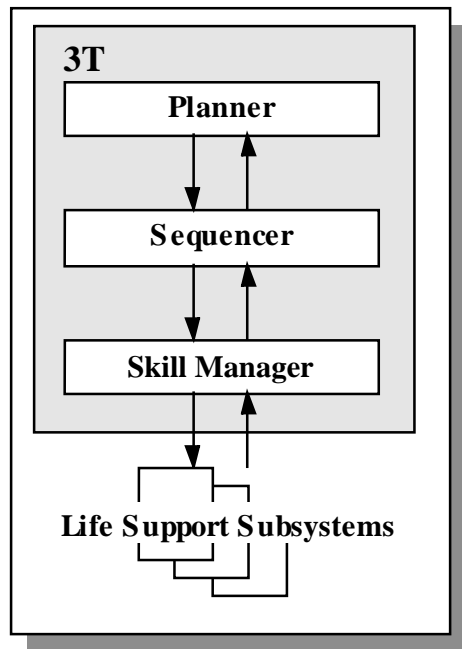 3T
Planner
Sequencer
Skill Manager
Life Support Subsystems